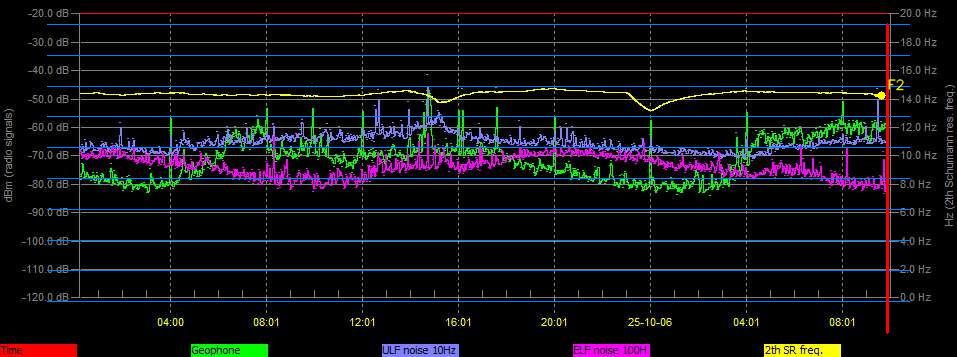 -20.0 dB 20.0 Hz
-30.0 dB 18.0 Hz
-40.0 dB 16.0 Hz
F2
-50.0 dB 14.0 Hz
-60.0 dB 12.0 Hz
-70.0 dB 10.0 Hz
-80.0 dB 8.0 Hz
-90.0 dB 6.0 Hz
-100.0 dB 4.0 Hz
-110.0 dB 2.0 Hz
-120.0 dB 0.0 Hz
dBm (radio signals)
Hz (2th Schumann res. freq.)
04:00 08:01 12:01 16:01 20:01 25-10-06 04:01 08:01
Time Geophone ULF noise 10Hz ELF noise 100H 2th SR freq.